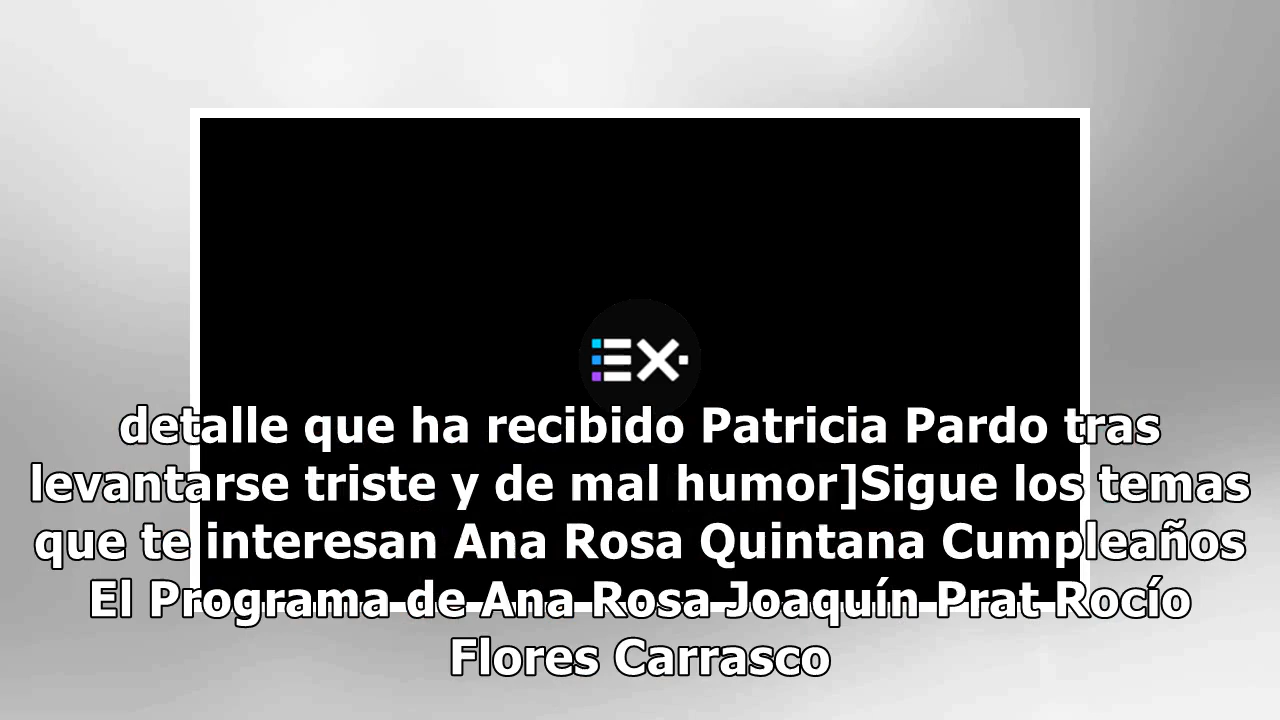 EX·
detalle que ha recibido Patricia Pardo tras
levantarse triste y de mal humor]Sigue los temas
que te interesan Ana Rosa Quintana Cumpleaños
El Programa de Ana Rosa Joaquín Prat Rocío
Flores Carrasco